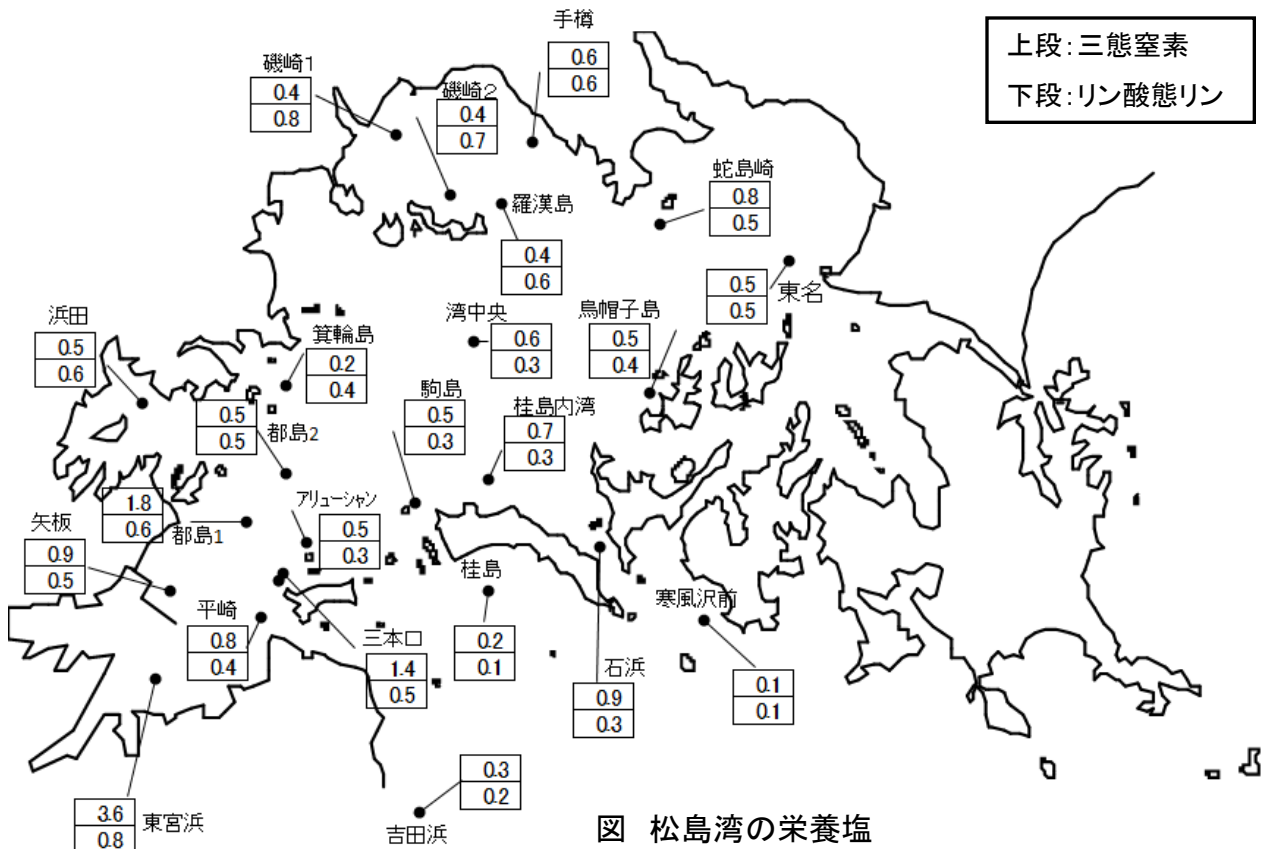 手樽
0.6
0.6
上段：三態窒素
下段：リン酸態リン
磯崎1
0.4
0.8
磯崎2
0.4
0.7
蛇島崎
0.8
0.5
羅漢島
0.4
0.6
東名
0.5
0.5
浜田
0.5
0.6
箕輪島
0.2
0.4
湾中央
0.6
0.3
烏帽子島
0.5
0.4
都島2
0.5
0.5
駒島
0.5
0.3
桂島内湾
0.7
0.3
都島1
1.8
0.6
アリューシャン
0.5
0.3
矢板
0.9
0.5
平崎
0.8
0.4
三本口
1.4
0.5
桂島
0.2
0.1
石浜
0.9
0.3
寒風沢前
0.1
0.1
東宮浜
3.6
0.8
吉田浜
0.3
0.2
図 松島湾の栄養塩